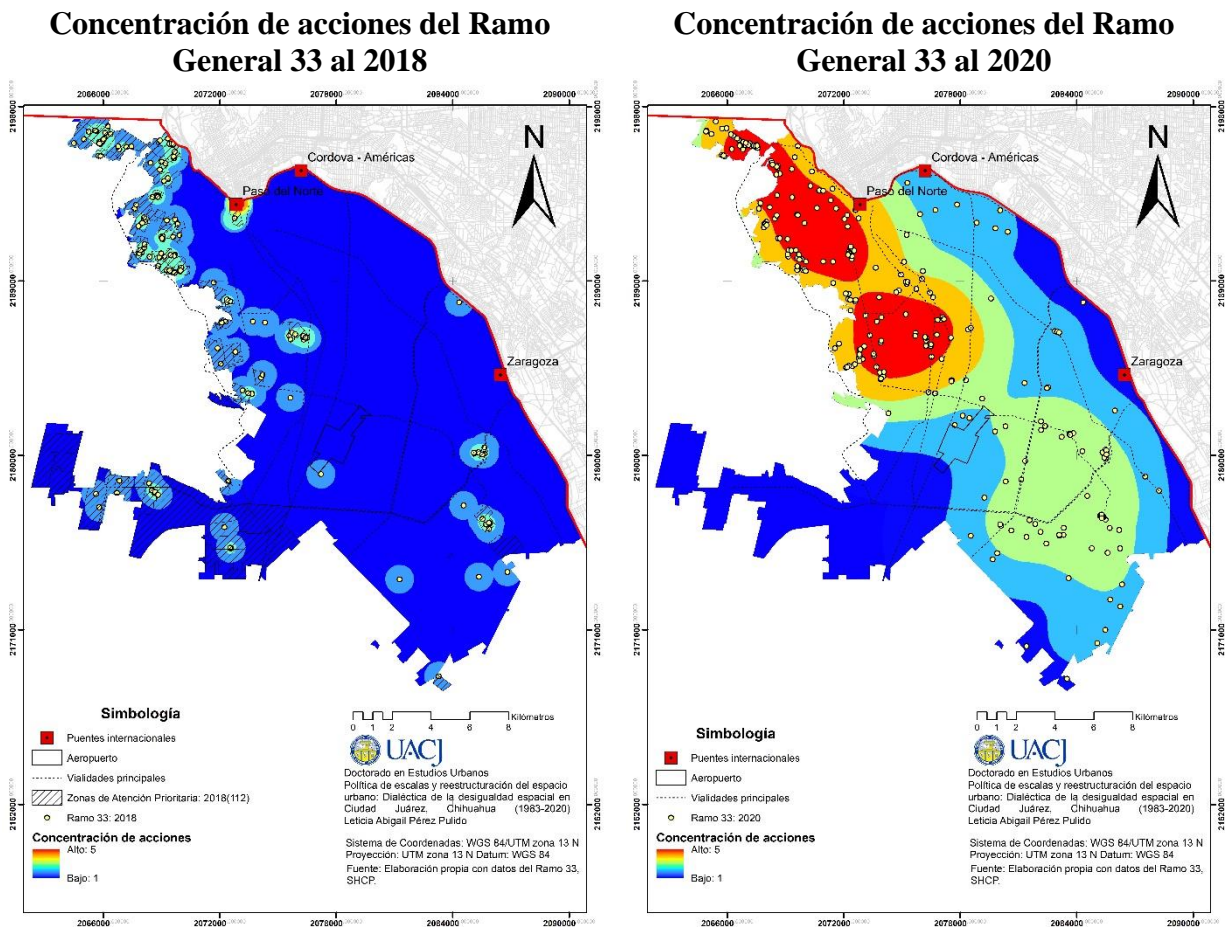 Concentración de acciones del Ramo
General 33 al 2018
2066000 2072000 2078000 2084000 2090000
2198000
2189000
2180000
2171000
2162000
N
Cordova - Américas
Paso del Norte
Zaragoza
Simbología
Puentes internacionales
Aeropuerto
Vialidades principales
Zonas de Atención Prioritaria: 2018(112)
Ramo 33: 2018
Concentración de acciones
Alto: 5
Bajo: 1
Kilómetros
0 1 2 4 6 8
UACJ
Doctorado en Estudios Urbanos
Política de escalas y reestructuración del espacio
urbano: Dialéctica de la desigualdad espacial en
Ciudad Juárez, Chihuahua (1983-2020)
Leticia Abigail Pérez Pulido
Sistema de Coordenadas: WGS 84/UTM zona 13 N
Proyección: UTM zona 13 N Datum: WGS 84
Fuente: Elaboración propia con datos del Ramo 33,
SHCP.
2066000 2072000 2078000 2084000 2090000
Concentración de acciones del Ramo
General 33 al 2020
2066000 2072000 2078000 2084000 2090000
2198000
2189000
2180000
2171000
2162000
N
Cordova - Américas
Paso del Norte
Zaragoza
Simbología
Puentes internacionales
Aeropuerto
Vialidades principales
Ramo 33: 2020
Concentración de acciones
Alto: 5
Bajo: 1
Kilómetros
0 1 2 4 6 8
UACJ
Doctorado en Estudios Urbanos
Política de escalas y reestructuración del espacio
urbano: Dialéctica de la desigualdad espacial en
Ciudad Juárez, Chihuahua (1983-2020)
Leticia Abigail Pérez Pulido
Sistema de Coordenadas: WGS 84/UTM zona 13 N
Proyección: UTM zona 13 N Datum: WGS 84
Fuente: Elaboración propia con datos del Ramo 33,
SHCP.
2066000 2072000 2078000 2084000 2090000